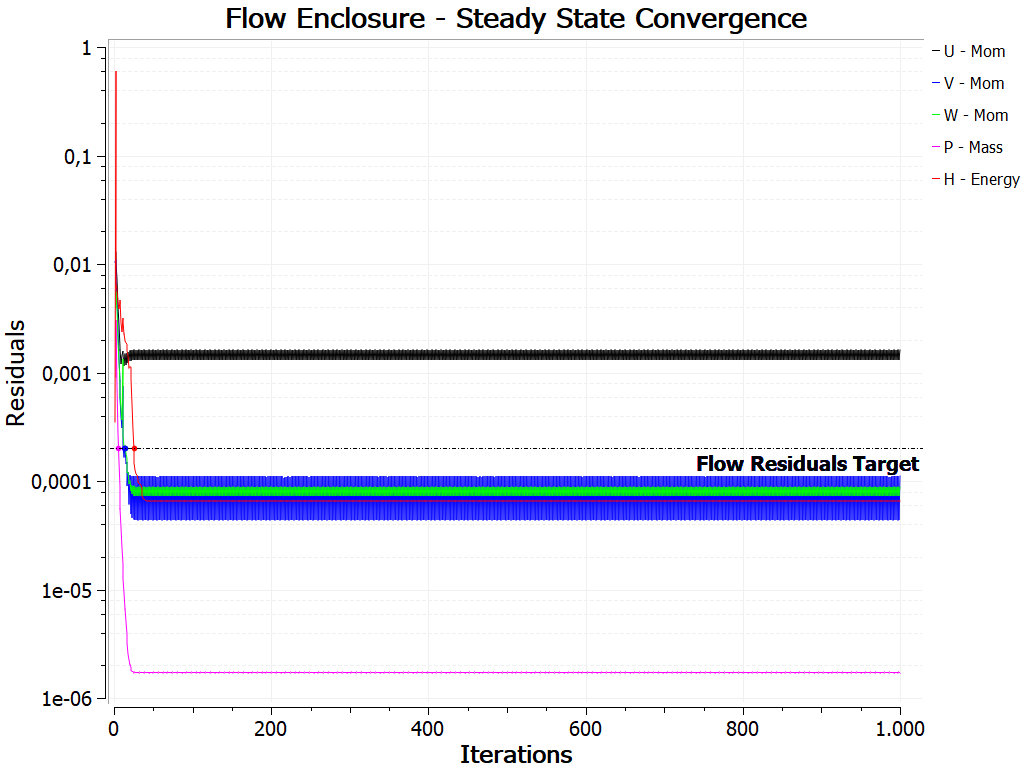 Flow Enclosure - Steady State Convergence
U - Mom
V - Mom
W - Mom
P - Mass
H - Energy
1
0,1
0,01
0,001
0,0001
1e-05
1e-06
Residuals
Flow Residuals Target
0
200
400
600
800
1.000
Iterations